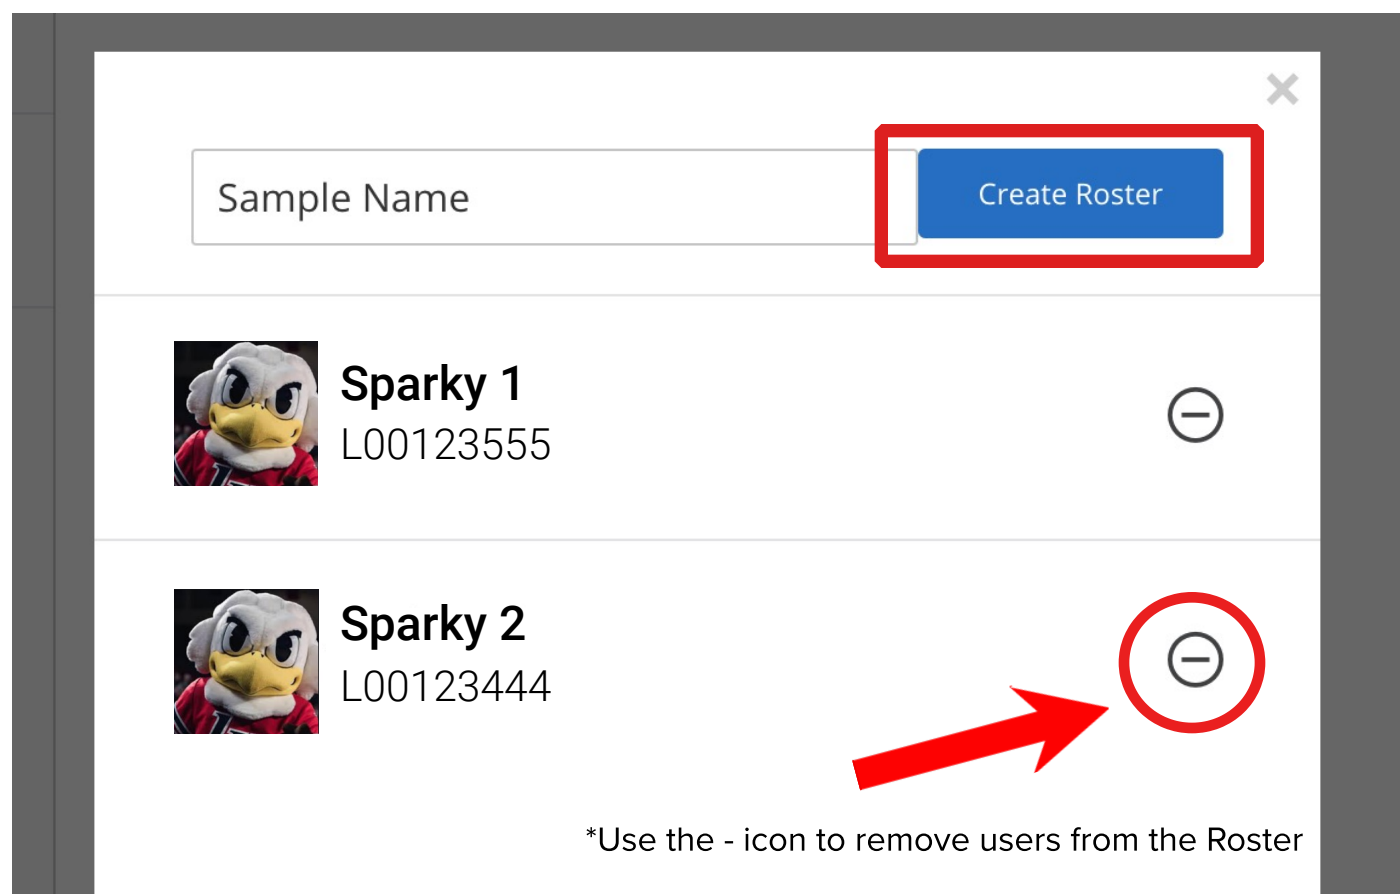 Sample Name
Create Roster
Sparky 1
L00123555
Sparky 2
L00123444
*Use the - icon to remove users from the Roster